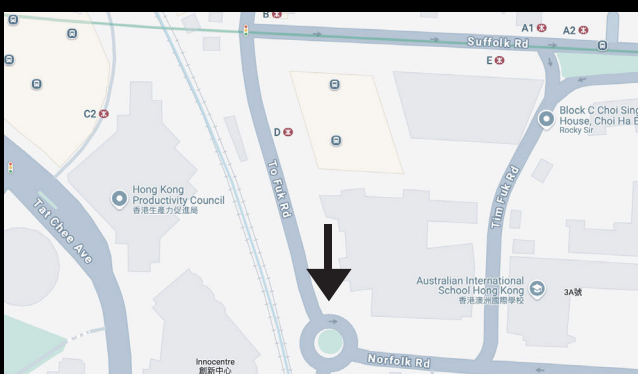 B
A1
A2
Suffolk Rd
E
C2
D
Block C Choi Sing
House, Choi Ha E
Rocky Sir
Hong Kong
Productivity Council
香港生產力促進局
To Fuk Rd
Tim Fuk Rd
Tat Chee Ave
Australian International
School Hong Kong
香港澳洲國際學校
3A號
Innocentre
創新中心
Norfolk Rd